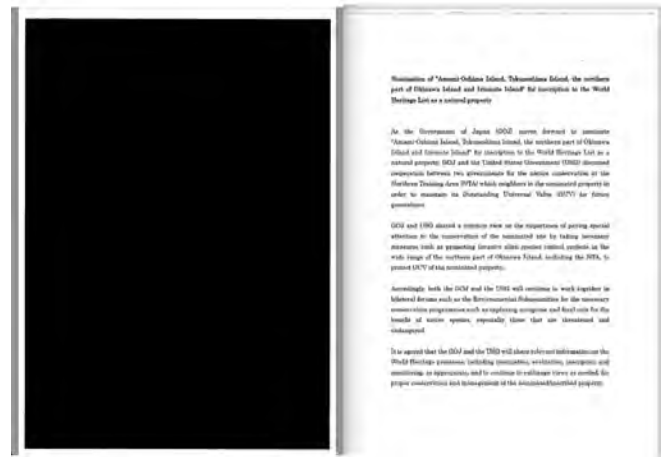 Nomination of "Amami-Oshima Island, Tokunoshima Island, the northern
part of Okinawa Island and Iriomote Island" for inscription to the World
Heritage List as a natural property
As the Government of Japan (GOJ) moves forward to nominate
"Amami-Oshima Island, Tokunoshima Island, the northern part of Okinawa
Island and Iriomote Island" for inscription to the World Heritage List as a
natural property, GOJ and the United States Government (USG) discussed
cooperation between two governments for the nature conservation at the
Northern Training Area (NTA) which neighbors to the nominated property in
order to maintain its Outstanding Universal Value (OUV) for future
generations.
GOJ and USG shared a common view on the importance of paying special
attention to the conservation of the nominated site by taking necessary
measures such as promoting invasive alien species control projects in the
wide range of the northern part of Okinawa Island, including the NTA, to
protect OUV of the nominated property.
Accordingly, both the GOJ and the USG will continue to work together in
bilateral forums such as the Environmental Subcommittee for the necessary
conservation programmes such as mongoose and feral cats for the
benefit of native species, especially those that are threatened and
endangered.
It is agreed that the GOJ and the USG will share relevant information on the
World Heritage processes, including nomination, evaluation, inscription and
monitoring, as appropriate, and to continue to exchange views as needed, for
proper conservation and management of the nominated/inscribed property.